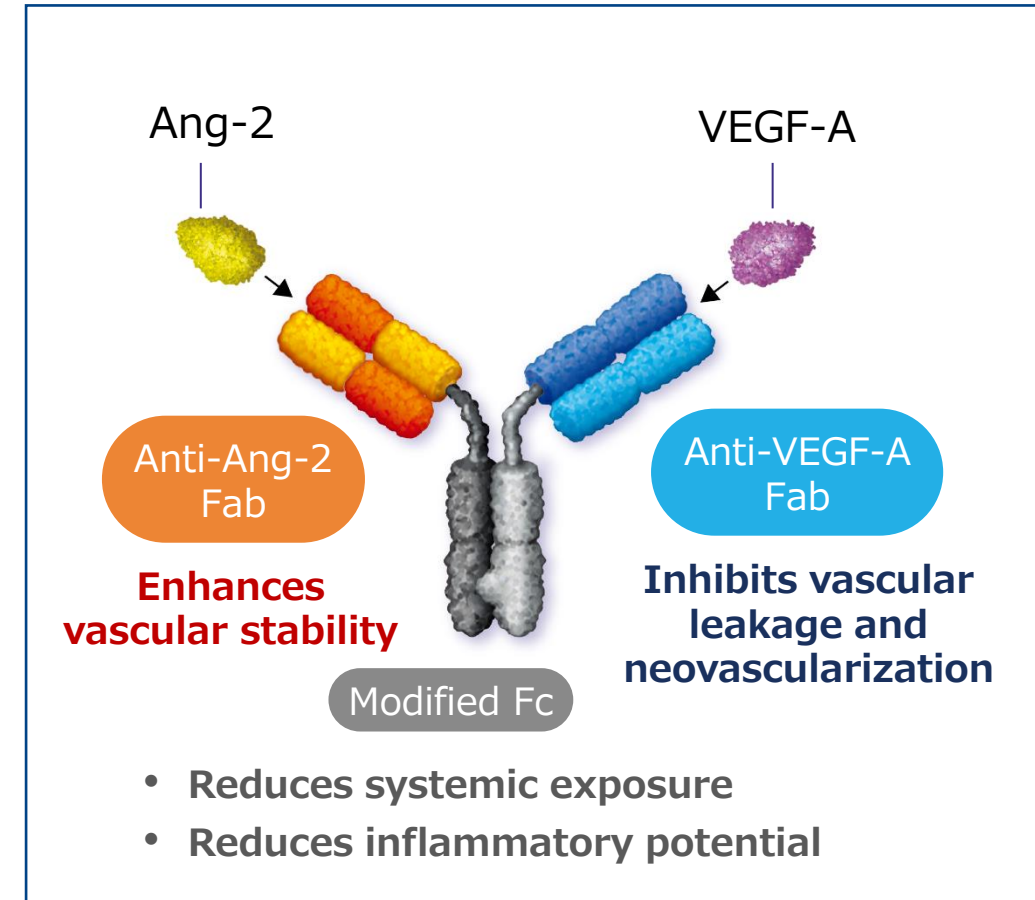 Ang-2
VEGF-A
Anti-Ang-2
Fab
Anti-VEGF-A
Fab
Enhances
vascular stability
Inhibits vascular
leakage and
neovascularization
Modified Fc
• Reduces systemic exposure
• Reduces inflammatory potential